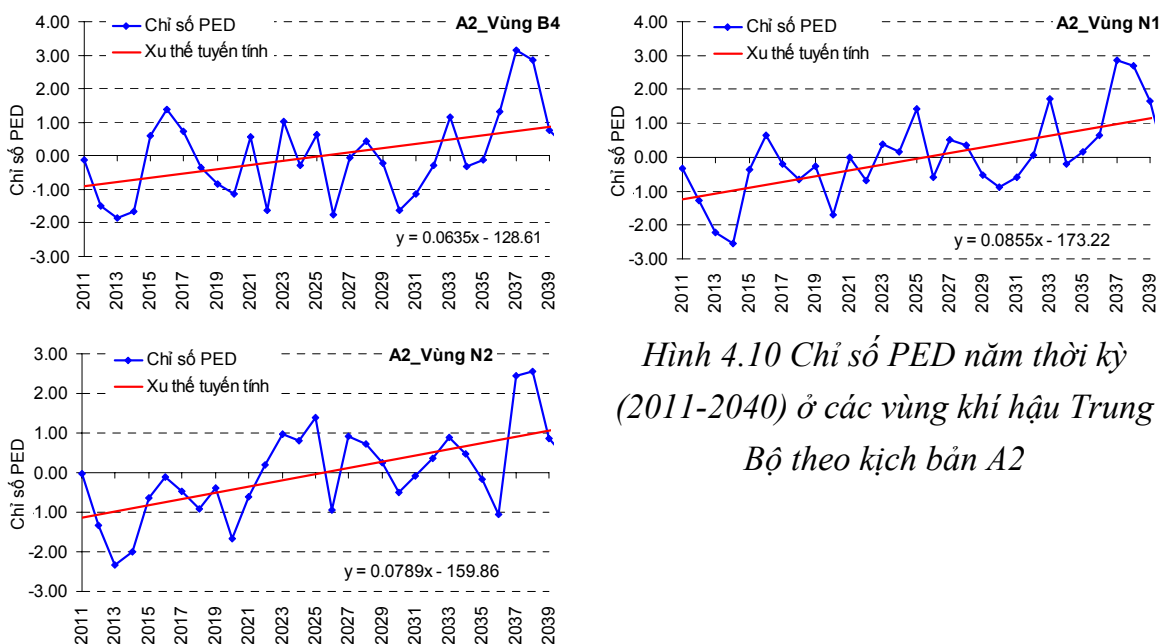 A2_Vùng B4
Chỉ số PED
Xu thế tuyến tính
4.00
3.00
2.00
1.00
0.00
-1.00
-2.00
-3.00
Chỉ số PED
y = 0.0635x - 128.61
2011 2013 2015 2017 2019 2021 2023 2025 2027 2029 2031 2033 2035 2037 2039
A2_Vùng N1
Chỉ số PED
Xu thế tuyến tính
4.00
3.00
2.00
1.00
0.00
-1.00
-2.00
-3.00
Chỉ số PED
y = 0.0855x - 173.22
2011 2013 2015 2017 2019 2021 2023 2025 2027 2029 2031 2033 2035 2037 2039
A2_Vùng N2
Chỉ số PED
Xu thế tuyến tính
3.00
2.00
1.00
0.00
-1.00
-2.00
-3.00
Chỉ số PED
y = 0.0789x - 159.86
2011 2013 2015 2017 2019 2021 2023 2025 2027 2029 2031 2033 2035 2037 2039
Hình 4.10 Chỉ số PED năm thời kỳ
(2011-2040) ở các vùng khí hậu Trung
Bộ theo kịch bản A2